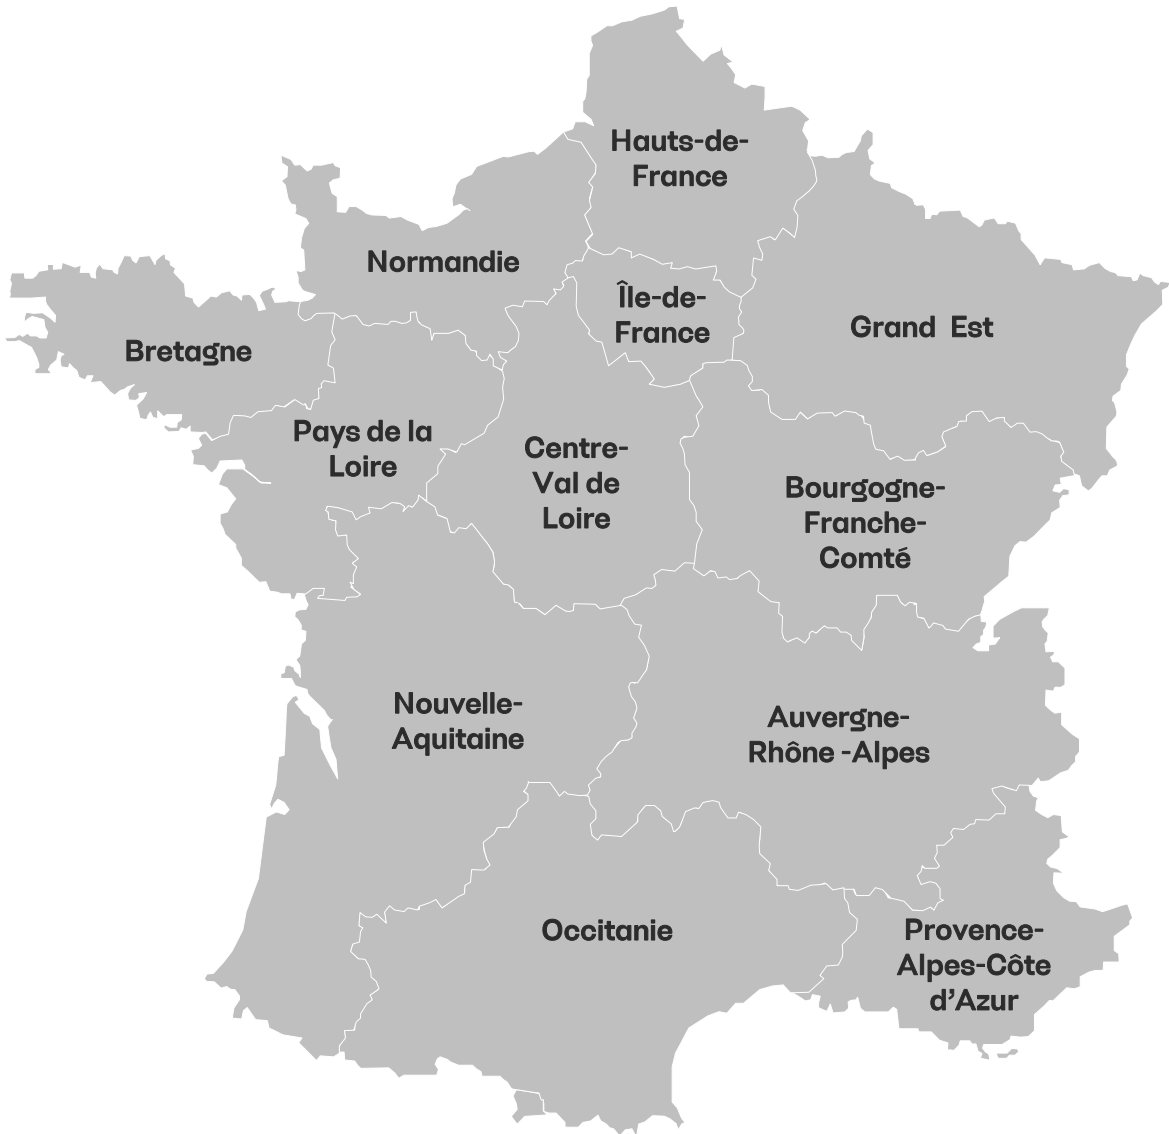 Hauts-de-
France
Normandie
Île-de-
France
Grand Est
Bretagne
Pays de la
Loire
Centre-
Val de
Loire
Bourgogne-
Franche-
Comté
Nouvelle-
Aquitaine
Auvergne-
Rhône -Alpes
Occitanie
Provence-
Alpes-Côte
d’Azur